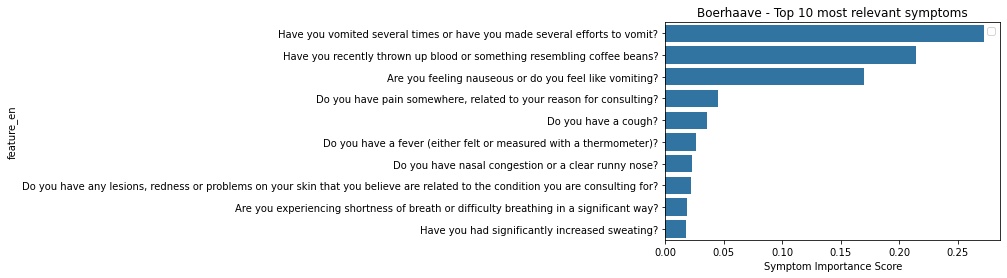 Boerhaave - Top 10 most relevant symptoms
Have you vomited several times or have you made several efforts to vomit?
Have you recently thrown up blood or something resembling coffee beans?
Are you feeling nauseous or do you feel like vomiting?
Do you have pain somewhere, related to your reason for consulting?
Do you have a cough?
Do you have a fever (either felt or measured with a thermometer)?
Do you have nasal congestion or a clear runny nose?
Do you have any lesions, redness or problems on your skin that you believe are related to the condition you are consulting for?
Are you experiencing shortness of breath or difficulty breathing in a significant way?
Have you had significantly increased sweating?
feature_en
0.00 0.05 0.10 0.15 0.20 0.25
Symptom Importance Score